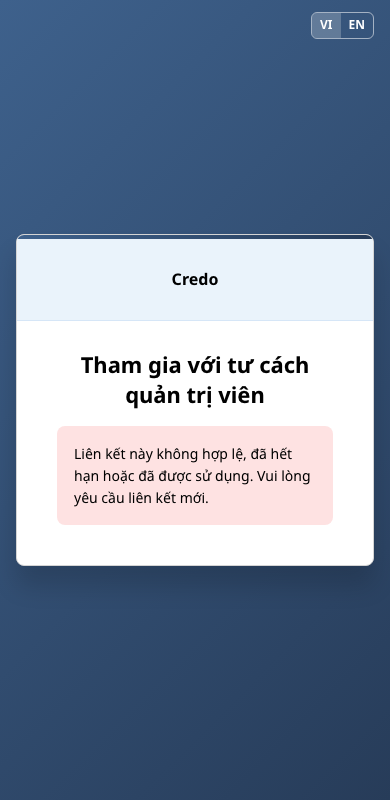 VI EN
Credo
Tham gia với tư cách
quản trị viên
Liên kết này không hợp lệ, đã hết
hạn hoặc đã được sử dụng. Vui lòng
yêu cầu liên kết mới.